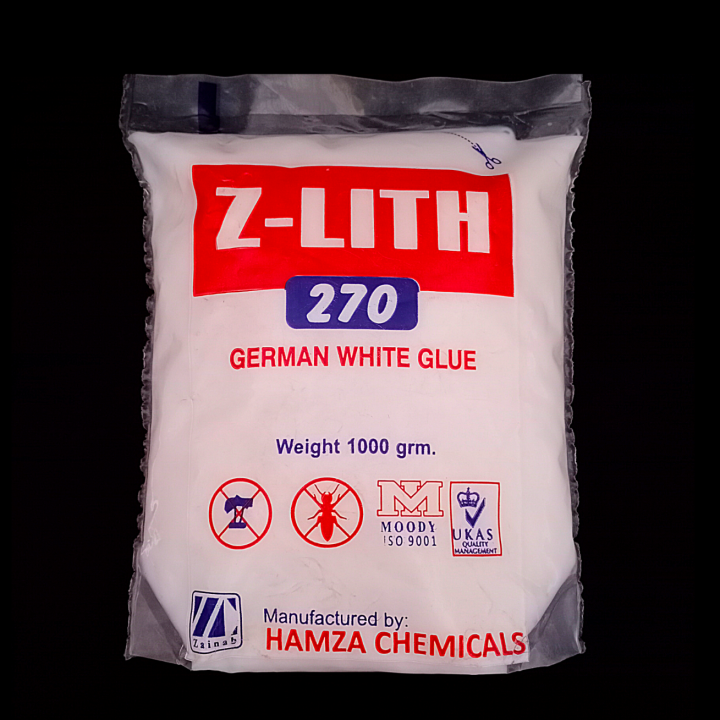 Z-LITH
270
GERMAN WHITE GLUE
Weight 1000 grm.
MOODY
ISO 9001
UKAS
QUALITY
MANAGEMENT
Zainab
Manufactured by:
HAMZA CHEMICALS